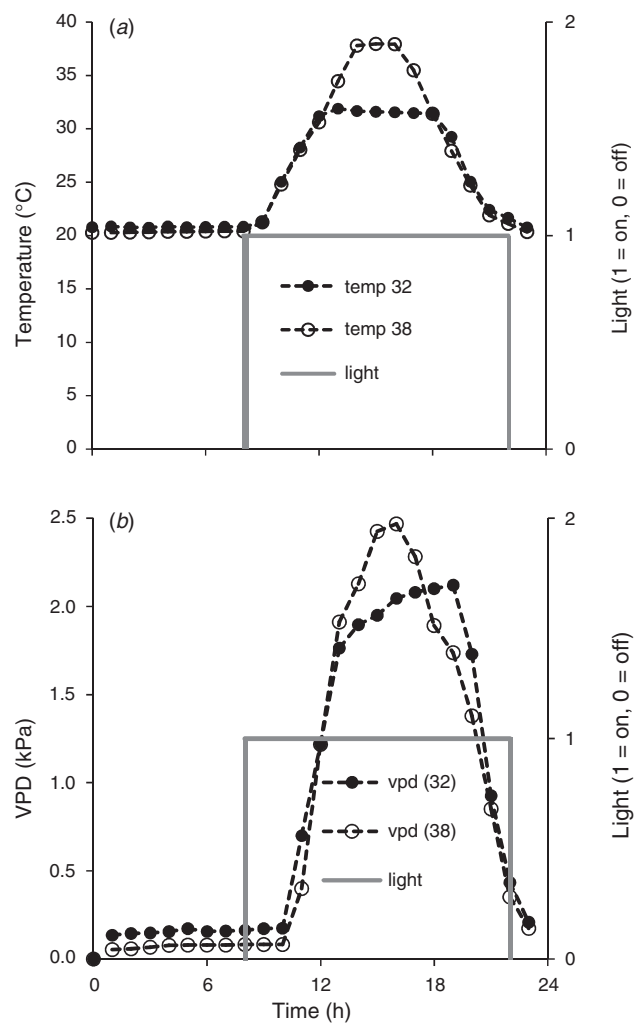 (a)
40
35
30
25
20
15
10
5
0
2
1
0
Temperature (°C)
Light (1 = on, 0 = off)
temp 32
temp 38
light
(b)
2.5
2.0
1.5
1.0
0.5
0.0
2
1
0
VPD (kPa)
Light (1 = on, 0 = off)
vpd (32)
vpd (38)
light
0 6 12 18 24
Time (h)